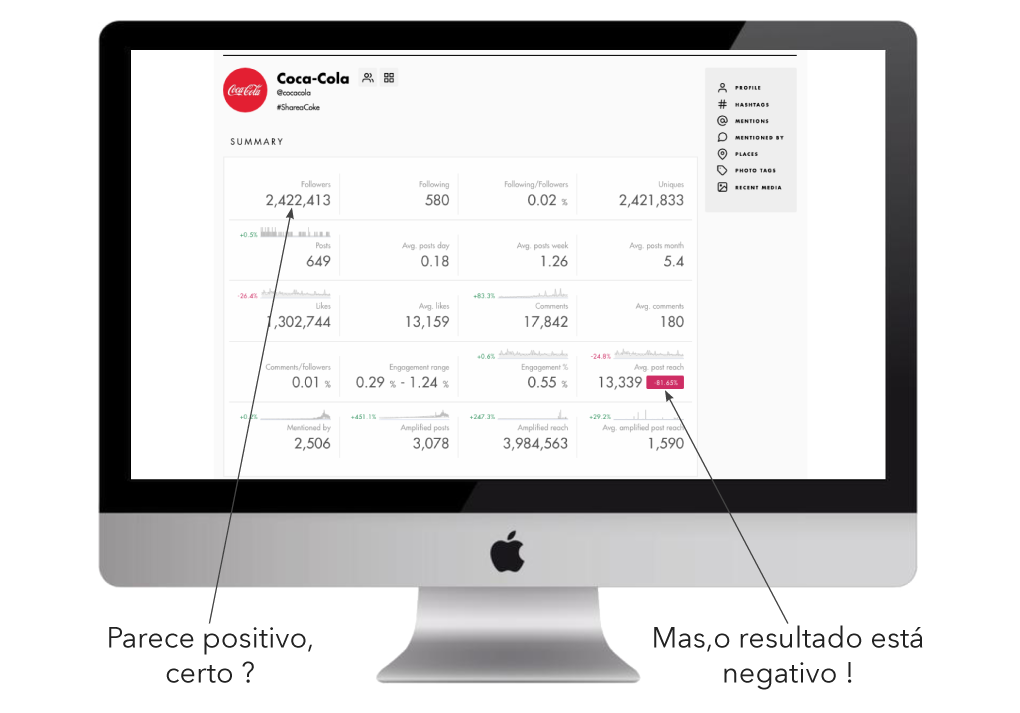 Coca-Cola
Coca-Cola
@cocacola
#ShareaCoke
PROFILE
HASHTAGS
MENTIONS
MENTIONED BY
PLACES
PHOTO TAGS
RECENT MEDIA
SUMMARY
Followers Following Following/Followers Uniques
2,422,413 580 0.02 % 2,421,833
+0.5%
Posts Avg. posts day Avg. posts week Avg. posts month
649 0.18 1.26 5.4
-26.4% +83.3%
Likes Avg. likes Comments Avg. comments
1,302,744 13,159 17,842 180
+0.6% -24.8%
Comments/followers Engagement range Engagement % Avg. post reach
0.01 % 0.29 % - 1.24 % 0.55 % 13,339 -81.65%
+451.1% +247.3% +29.2%
Mentioned by Amplified posts Amplified reach Avg. amplified post reach
2,506 3,078 3,984,563 1,590
Parece positivo,
certo ?
Mas,o resultado está
negativo !